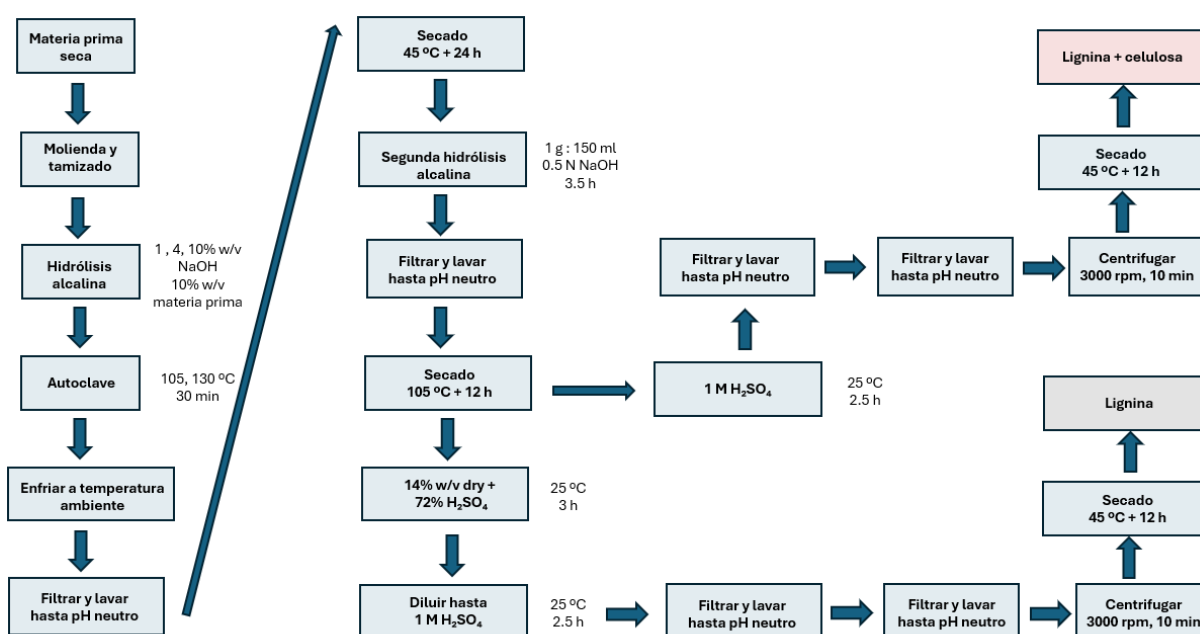 Materia prima
seca
Molienda y
tamizado
Hidrólisis
alcalina
1 , 4, 10% w/v
NaOH
10% w/v
materia prima
Autoclave
105, 130 ºC
30 min
Enfriar a temperatura
ambiente
Filtrar y lavar
hasta pH neutro
Secado
45 ºC + 24 h
Segunda hidrólisis
alcalina
1 g : 150 ml
0.5 N NaOH
3.5 h
Filtrar y lavar
hasta pH neutro
Secado
105 ºC + 12 h
14% w/v dry +
72% H₂SO₄
25 ºC
3 h
Diluir hasta
1 M H₂SO₄
25 ºC
2.5 h
1 M H₂SO₄
25 ºC
2.5 h
Filtrar y lavar
hasta pH neutro
Filtrar y lavar
hasta pH neutro
Centrifugar
3000 rpm, 10 min
Secado
45 ºC + 12 h
Lignina + celulosa
Filtrar y lavar
hasta pH neutro
Filtrar y lavar
hasta pH neutro
Centrifugar
3000 rpm, 10 min
Secado
45 ºC + 12 h
Lignina